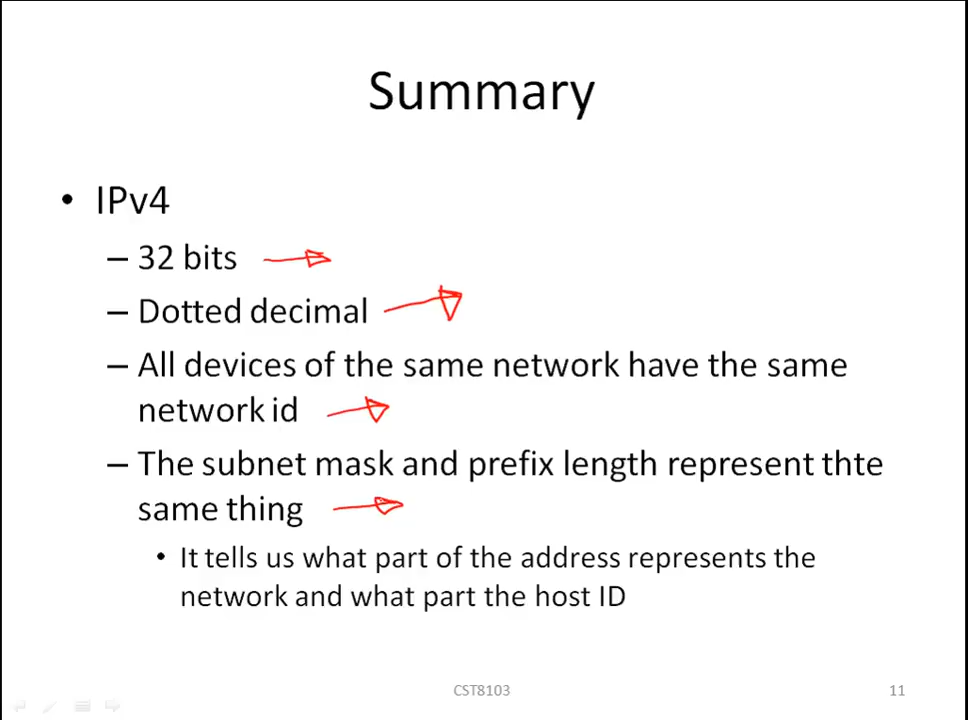 Summary
• IPv4
– 32 bits
– Dotted decimal
– All devices of the same network have the same
network id
– The subnet mask and prefix length represent thte
same thing
• It tells us what part of the address represents the
network and what part the host ID
CST8103
11